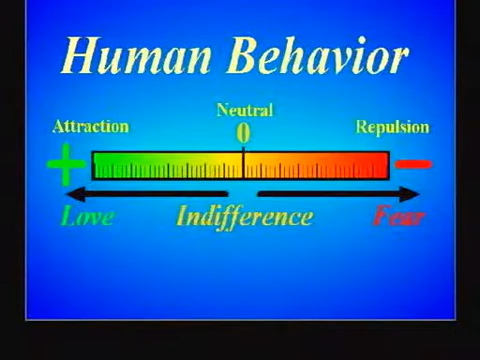 Human Behavior
Neutral
Attraction 0 Repulsion
+ -
Love Indifference Fear